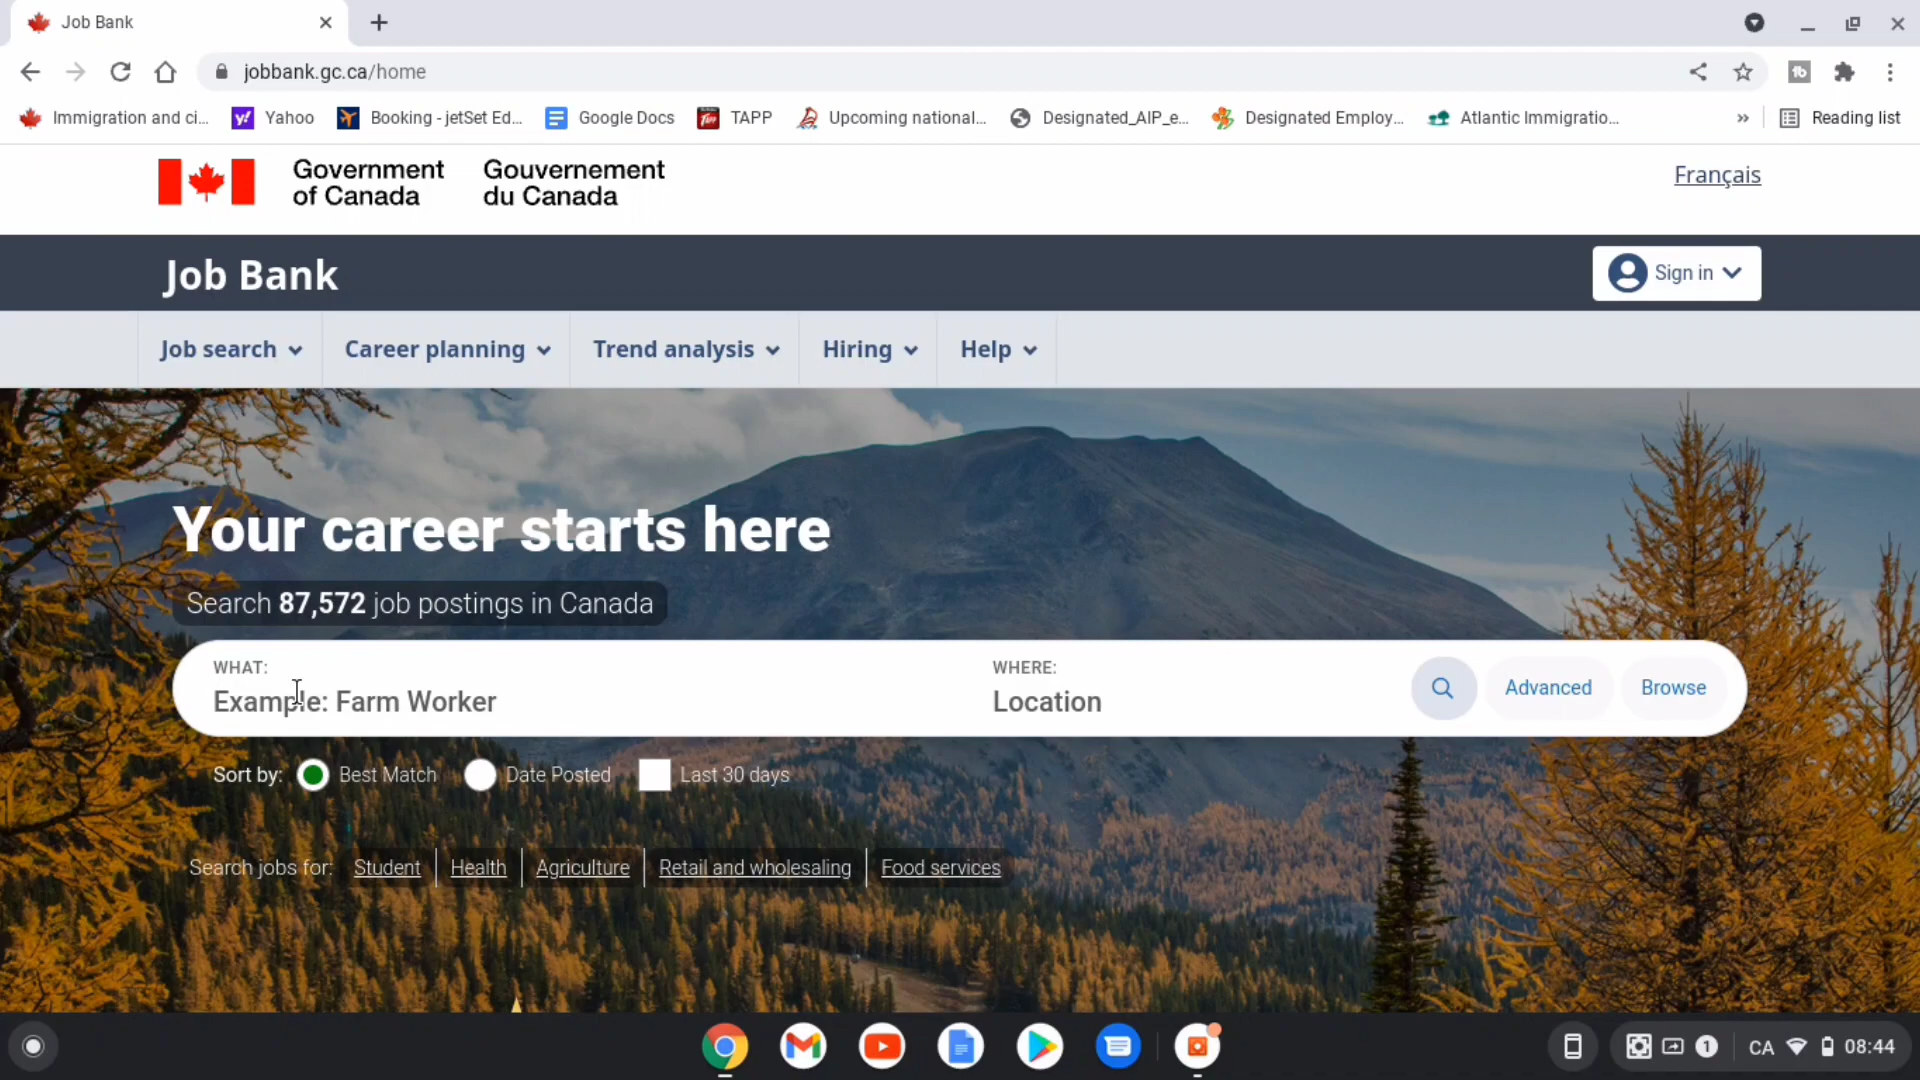 Job Bank
jobbank.gc.ca/home
Immigration and ci... Yahoo Booking - jetSet Ed... Google Docs TAPP Upcoming national... Designated_AIP_e... Designated Employ... Atlantic Immigratio... » Reading list
Government of Canada
Gouvernement du Canada
Français
Job Bank
Sign in
Job search Career planning Trend analysis Hiring Help
Your career starts here
Search 87,572 job postings in Canada
WHAT: WHERE:
Example: Farm Worker Location Advanced Browse
Sort by: Best Match Date Posted Last 30 days
Search jobs for: Student Health Agriculture Retail and wholesaling Food services
1 CA 08:44